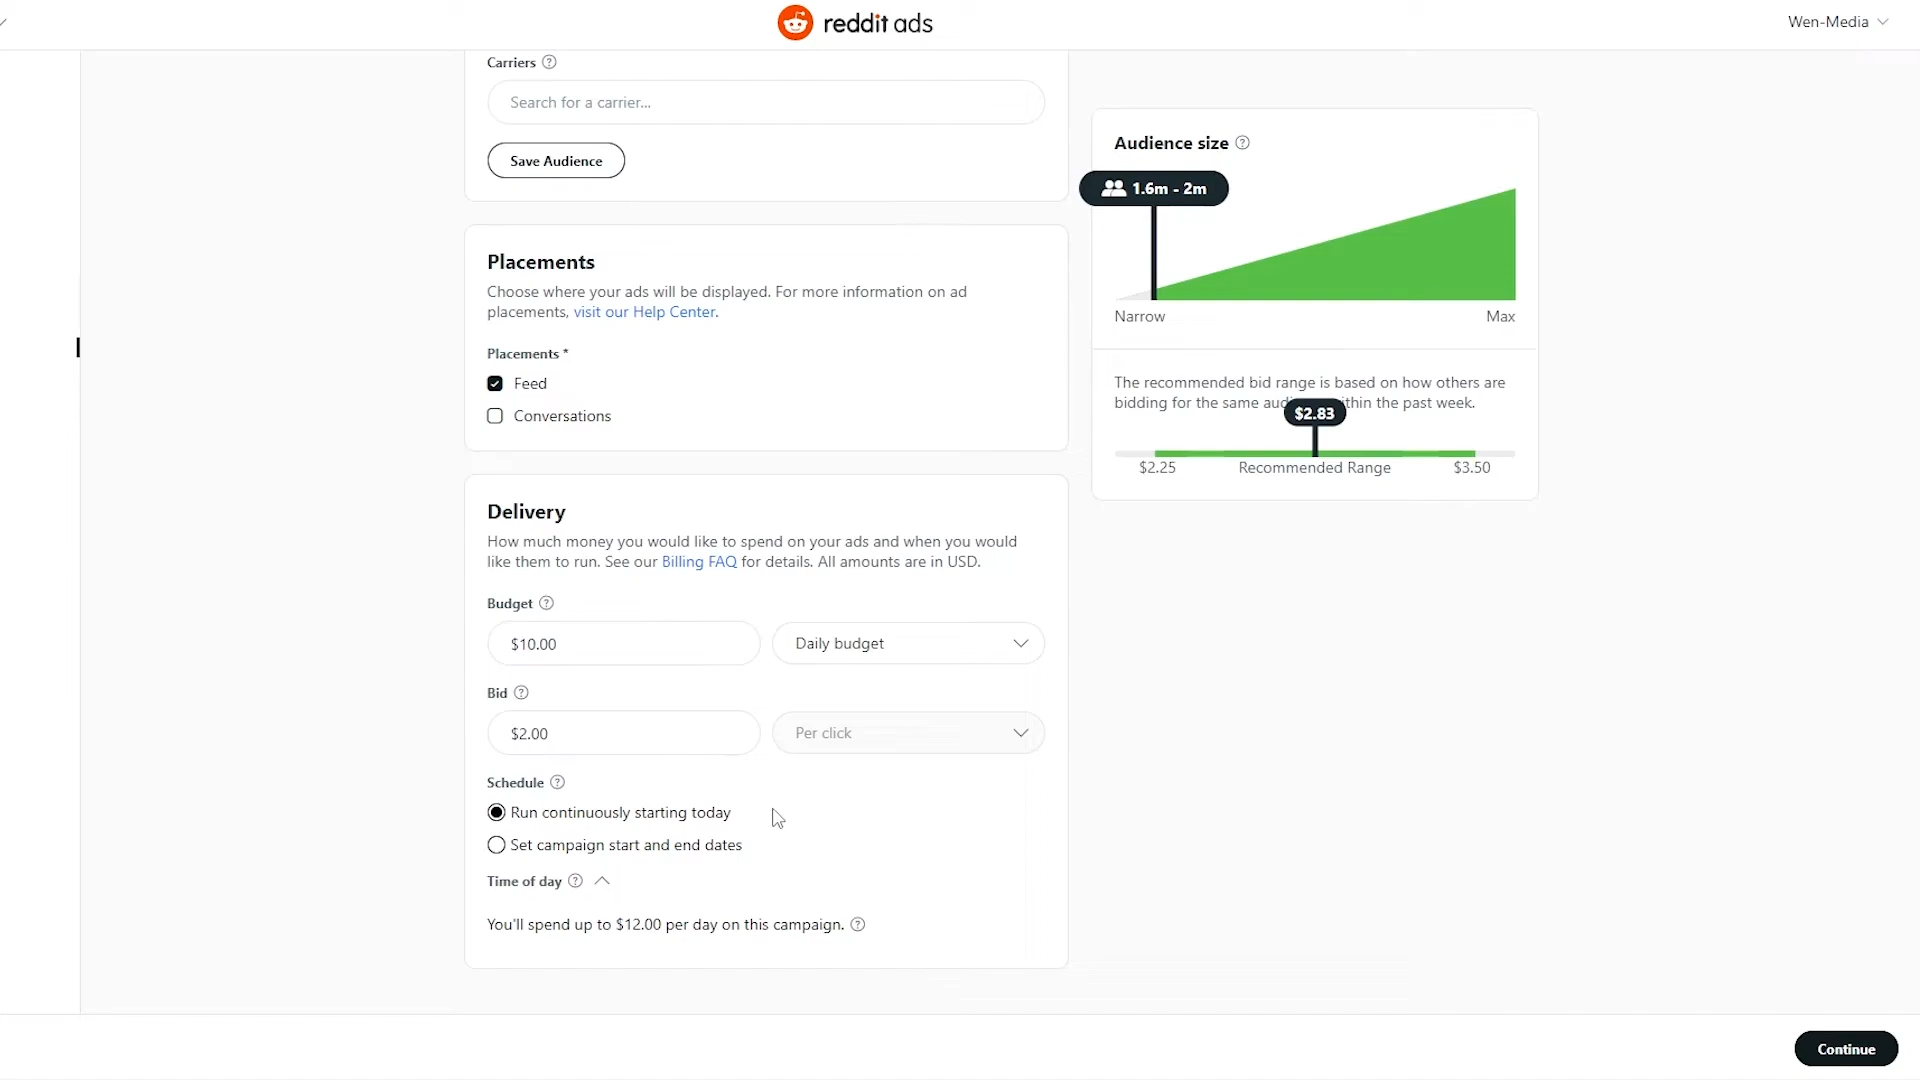 reddit ads
Wen-Media
Carriers
Search for a carrier...
Save Audience
Placements
Choose where your ads will be displayed. For more information on ad
placements, visit our Help Center.
Placements *
Feed
Conversations
Delivery
How much money you would like to spend on your ads and when you would
like them to run. See our Billing FAQ for details. All amounts are in USD.
Budget
$10.00
Daily budget
Bid
$2.00
Per click
Schedule
Run continuously starting today
Set campaign start and end dates
Time of day
You'll spend up to $12.00 per day on this campaign.
Audience size
1.6m - 2m
Narrow
Max
The recommended bid range is based on how others are
bidding for the same within the past week.
$2.83
$2.25
Recommended Range
$3.50
Continue